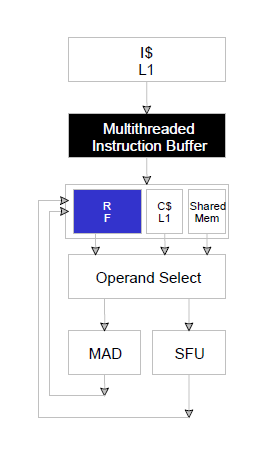 I$
L1
Multithreaded
Instruction Buffer
R
F
C$
L1
Shared
Mem
Operand Select
MAD
SFU